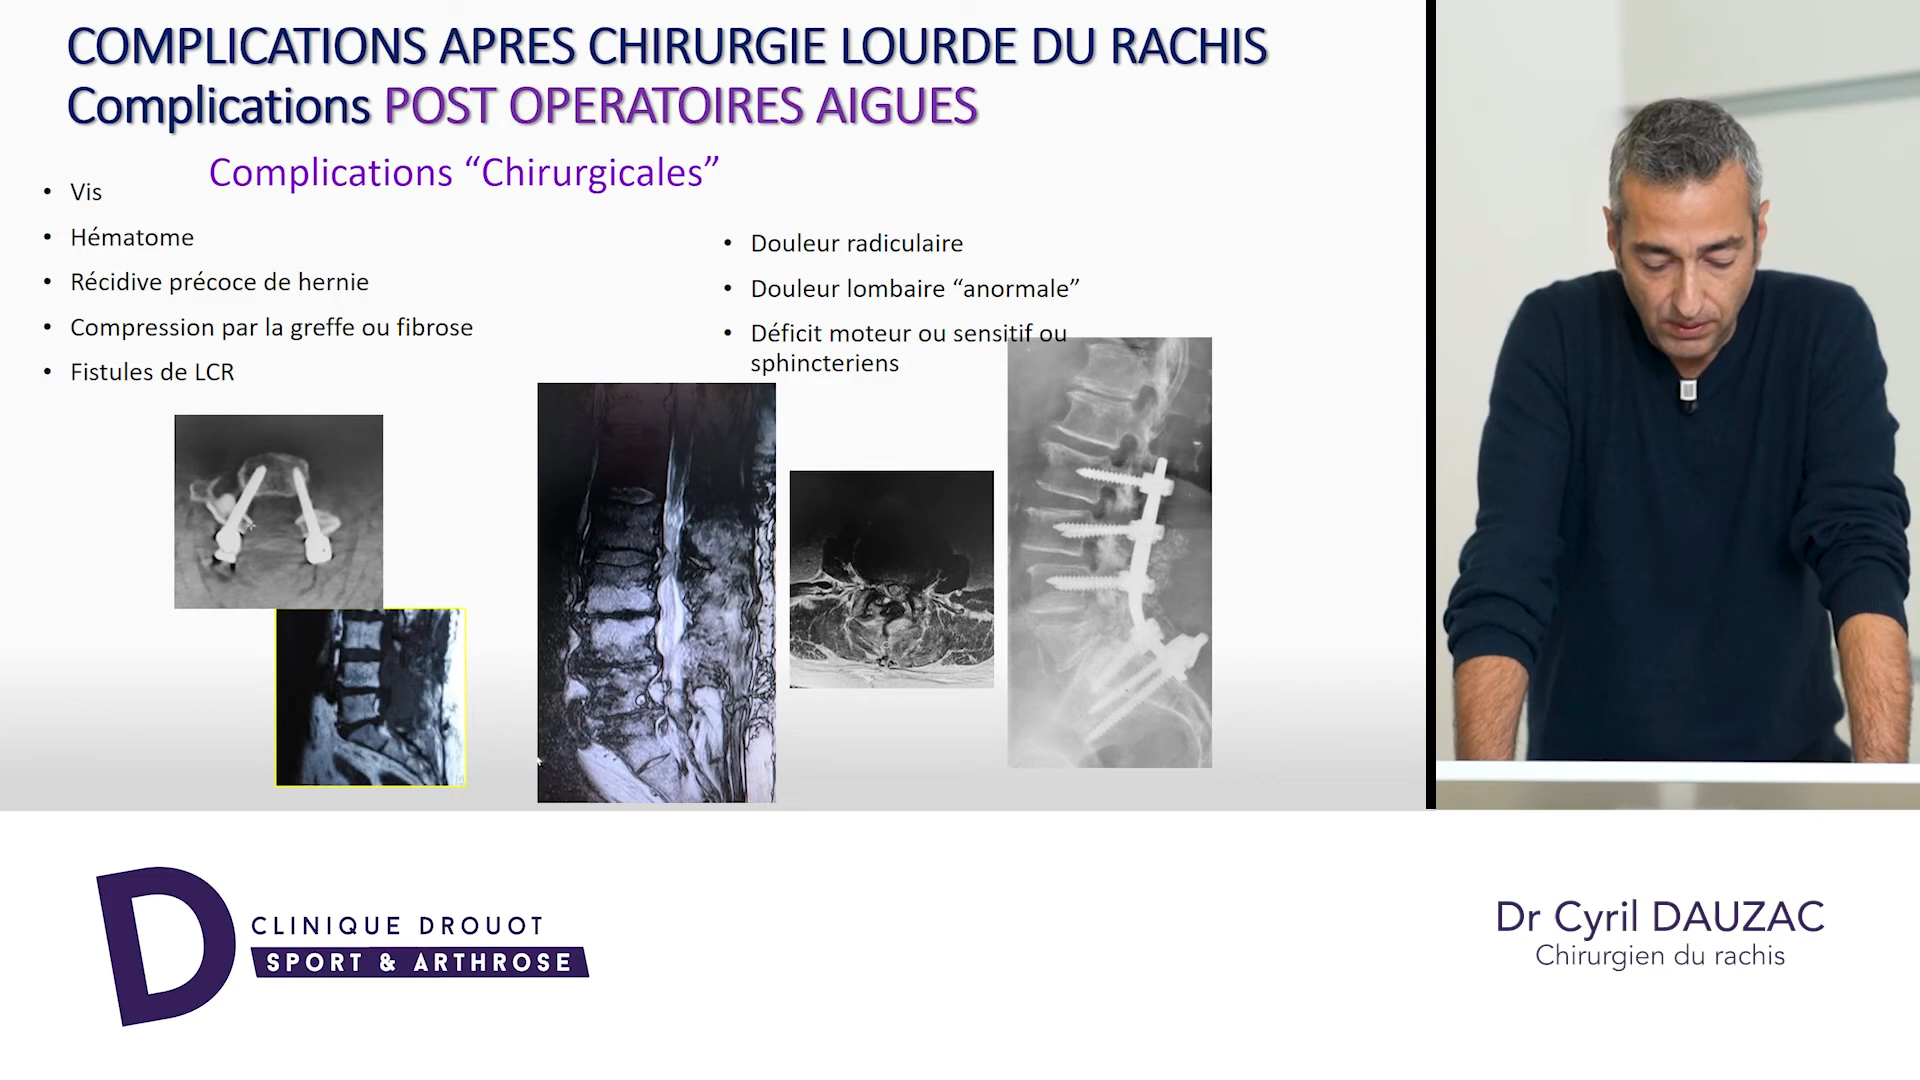 COMPLICATIONS APRES CHIRURGIE LOURDE DU RACHIS
Complications POST OPERATOIRES AIGUES
Complications “Chirurgicales”
• Vis
• Hématome
• Récidive précoce de hernie
• Compression par la greffe ou fibrose
• Fistules de LCR
• Douleur radiculaire
• Douleur lombaire “anormale”
• Déficit moteur ou sensitif ou
sphincteriens
D
CLINIQUE DROUOT
SPORT & ARTHROSE
Dr Cyril DAUZAC
Chirurgien du rachis